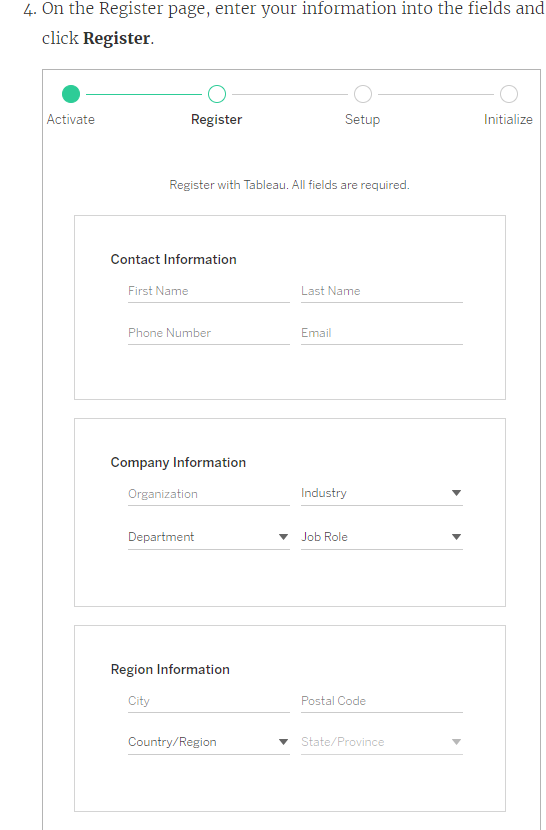 4. On the Register page, enter your information into the fields and
click Register.
Activate Register Setup Initialize
Register with Tableau. All fields are required.
Contact Information
First Name Last Name
Phone Number Email
Company Information
Organization Industry
Department Job Role
Region Information
City Postal Code
Country/Region State/Province